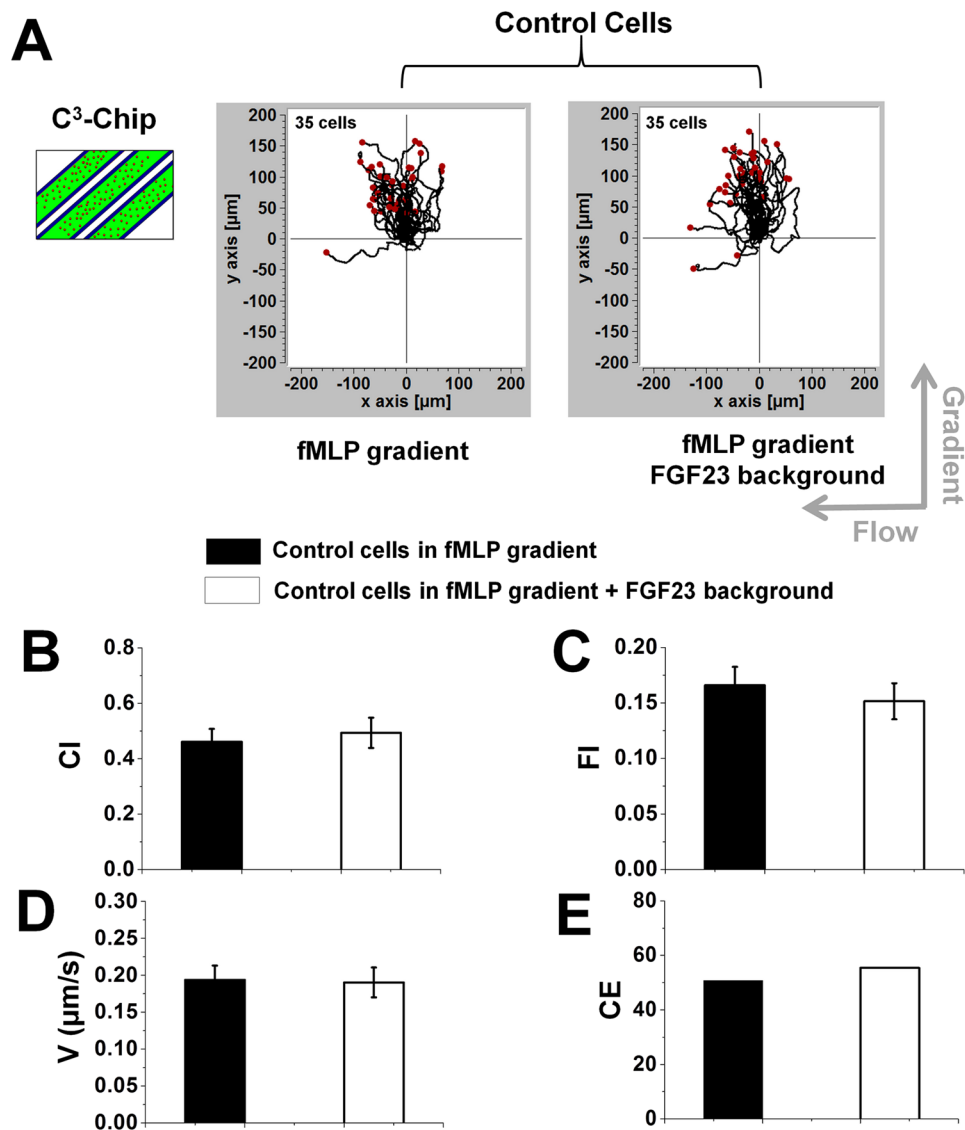 A
Control Cells
C³-Chip
35 cells
200
150
100
50
0
-50
-100
-150
-200
y axis [µm]
-200 -100 0 100 200
x axis [µm]
35 cells
200
150
100
50
0
-50
-100
-150
-200
y axis [µm]
-200 -100 0 100 200
x axis [µm]
fMLP gradient
fMLP gradient
FGF23 background
Gradient
Flow
Control cells in fMLP gradient
Control cells in fMLP gradient + FGF23 background
B
0.8
0.6
0.4
0.2
0.0
CI
C
0.20
0.15
0.10
0.05
0.00
FI
D
0.30
0.25
0.20
0.15
0.10
0.05
0.00
V (µm/s)
E
80
60
40
20
0
CE